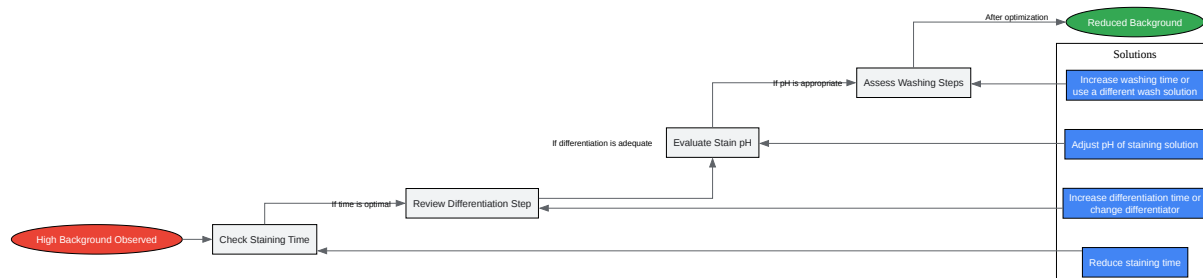 After optimization
Reduced Background
Solutions
If pH is appropriate
Assess Washing Steps
Increase washing time or
use a different wash solution
If differentiation is adequate
Evaluate Stain pH
Adjust pH of staining solution
If time is optimal
Review Differentiation Step
Increase differentiation time or
change differentiator
High Background Observed
Check Staining Time
Reduce staining time